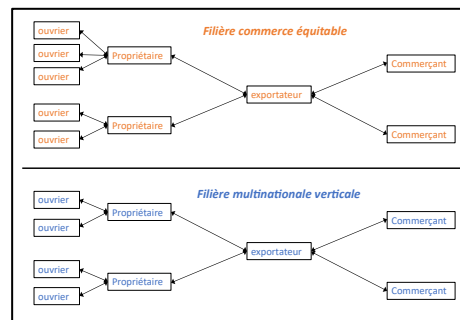 Filière commerce équitable
ouvrier
ouvrier
ouvrier
Propriétaire
ouvrier
ouvrier
Propriétaire
exportateur
Commerçant
Commerçant
Filière multinationale verticale
ouvrier
ouvrier
Propriétaire
ouvrier
ouvrier
Propriétaire
exportateur
Commerçant
Commerçant